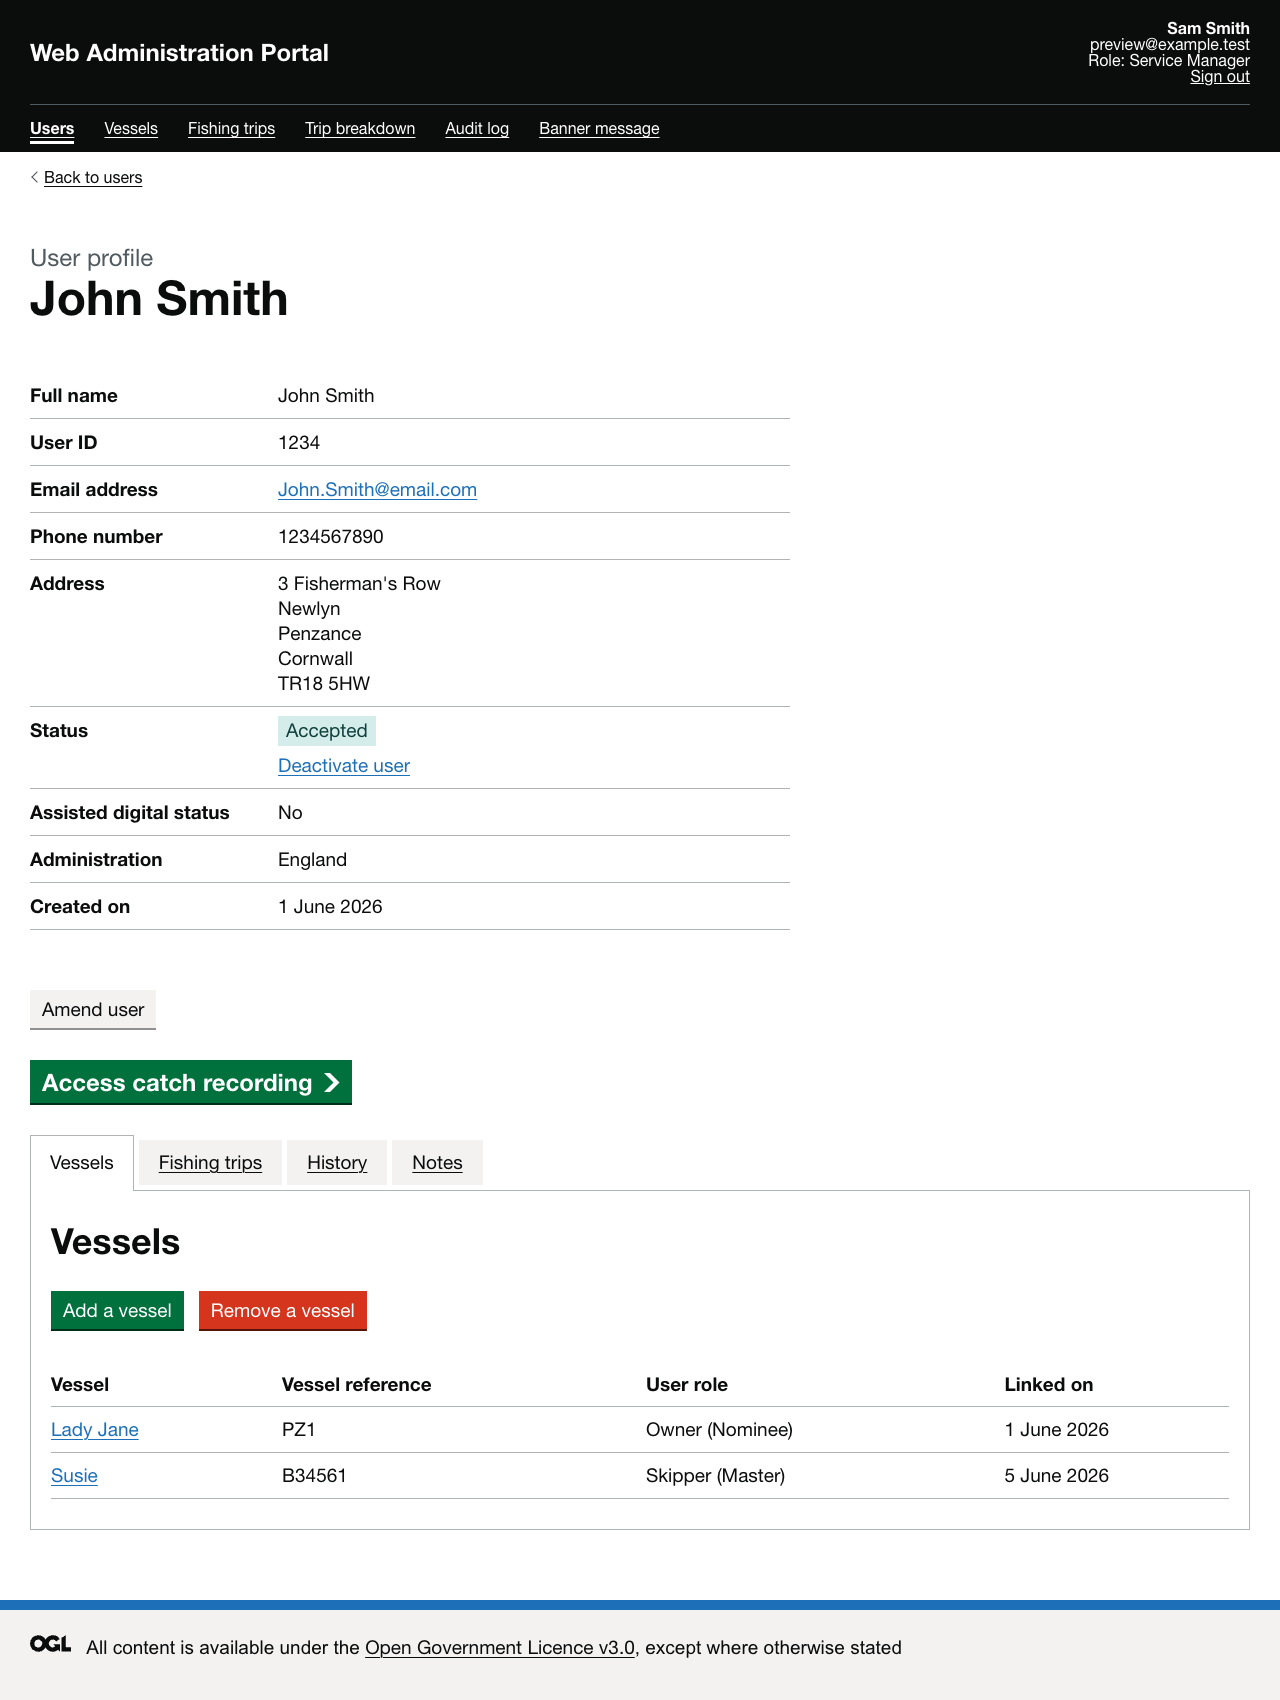 Web Administration Portal
Sam Smith
preview@example.test
Role: Service Manager
Sign out
Users Vessels Fishing trips Trip breakdown Audit log Banner message
Back to users
User profile
John Smith
Full name John Smith
User ID 1234
Email address John.Smith@email.com
Phone number 1234567890
Address 3 Fisherman's Row
Newlyn
Penzance
Cornwall
TR18 5HW
Status Accepted
Deactivate user
Assisted digital status No
Administration England
Created on 1 June 2026
Amend user
Access catch recording
Vessels Fishing trips History Notes
Vessels
Add a vessel Remove a vessel
Vessel Vessel reference User role Linked on
Lady Jane PZ1 Owner (Nominee) 1 June 2026
Susie B34561 Skipper (Master) 5 June 2026
OGL All content is available under the Open Government Licence v3.0, except where otherwise stated